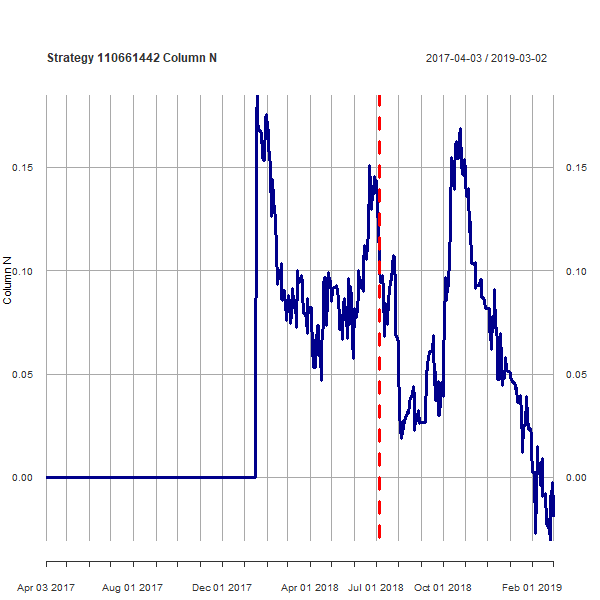 Strategy 110661442 Column N
2017-04-03 / 2019-03-02
0.15
0.15
0.10
0.10
Column N
0.05
0.05
0.00
0.00
Apr 03 2017
Aug 01 2017
Dec 01 2017
Apr 01 2018
Jul 01 2018
Oct 01 2018
Feb 01 2019